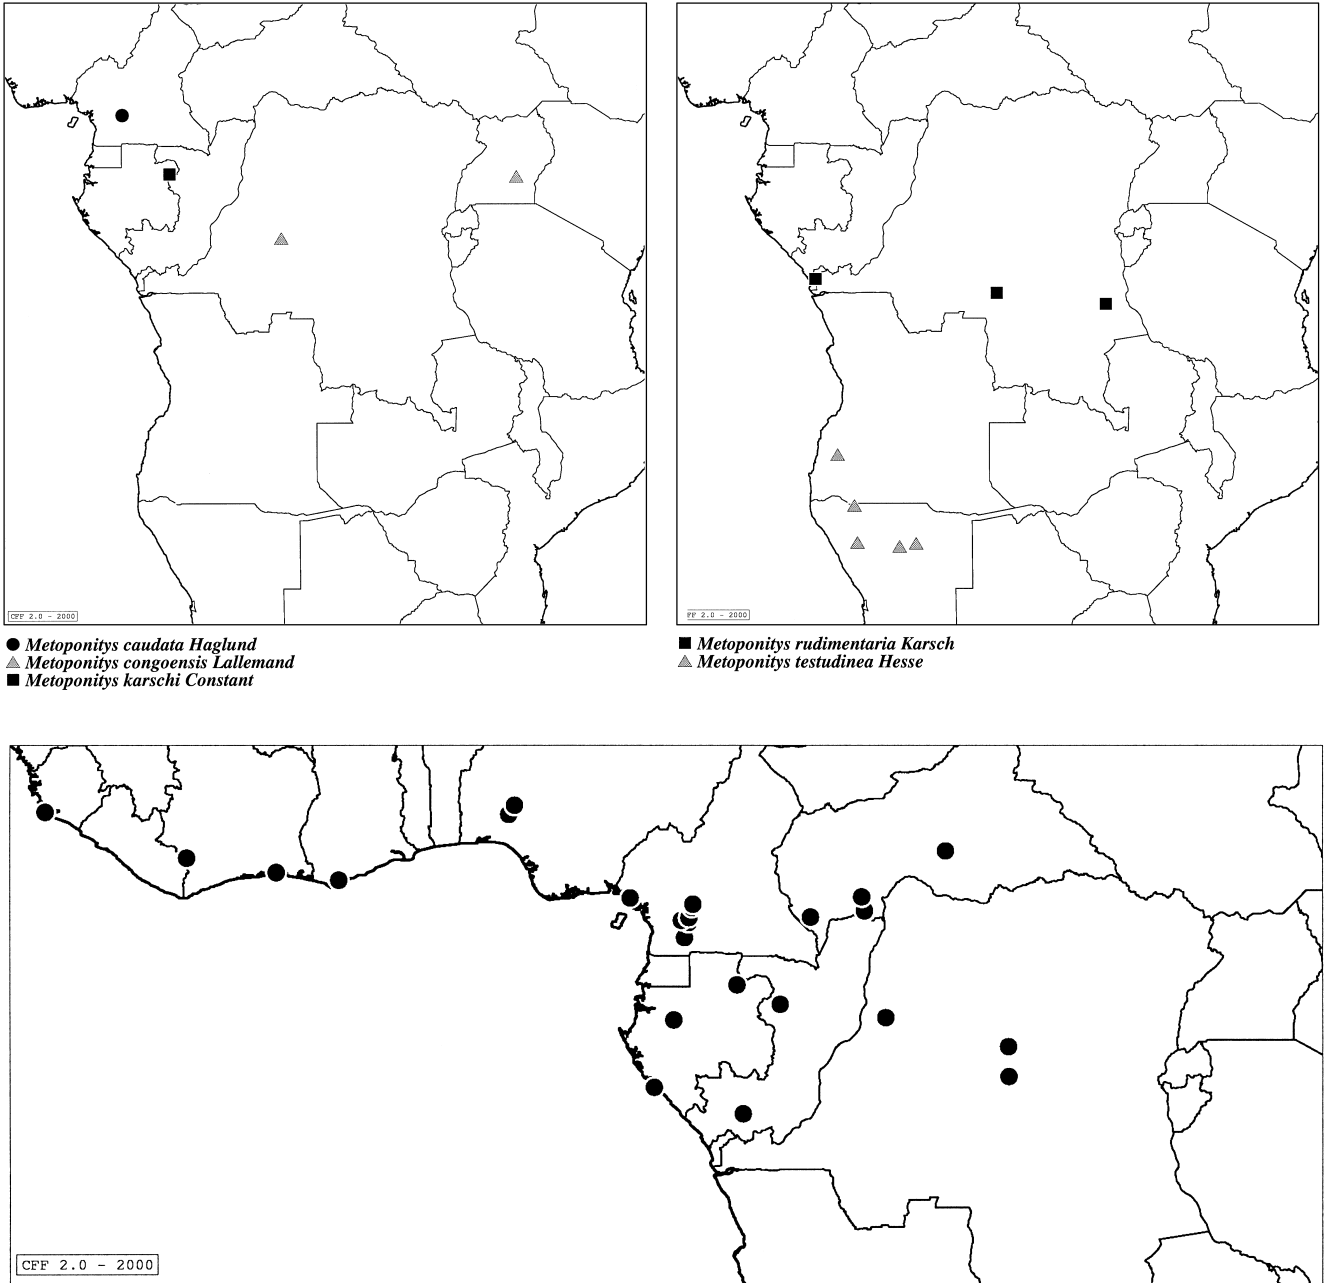 CFF 2.0 - 2000
FF 2.0 - 2000
Metoponitys caudata Haglund
Metoponitys congoensis Lallemand
Metoponitys karschi Constant
Metoponitys rudimentaria Karsch
Metoponitys testudinea Hesse
CFF 2.0 - 2000